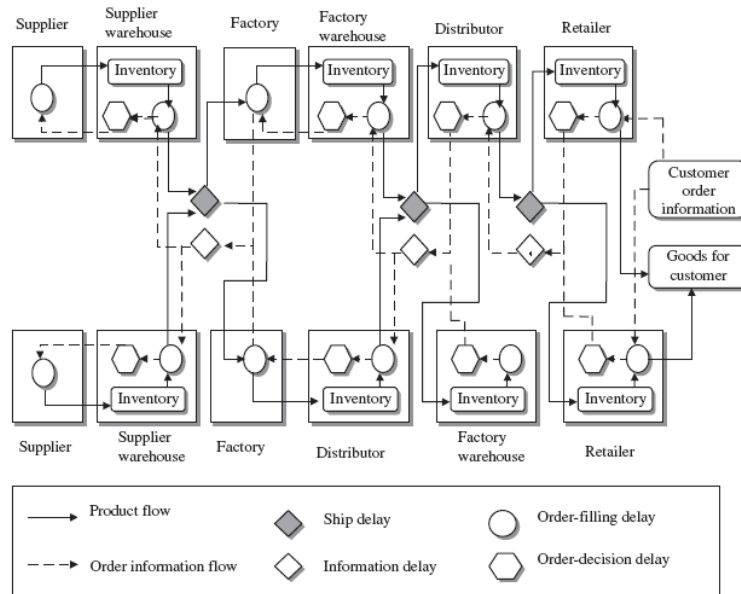 Supplier
Supplier
warehouse
Factory
Factory
warehouse
Distributor
Retailer
Inventory
Inventory
Inventory
Inventory
Customer
order
information
Goods for
customer
Inventory
Inventory
Inventory
Inventory
Supplier
Supplier
warehouse
Factory
Distributor
Factory
warehouse
Retailer
Product flow
Ship delay
Order-filling delay
Order information flow
Information delay
Order-decision delay